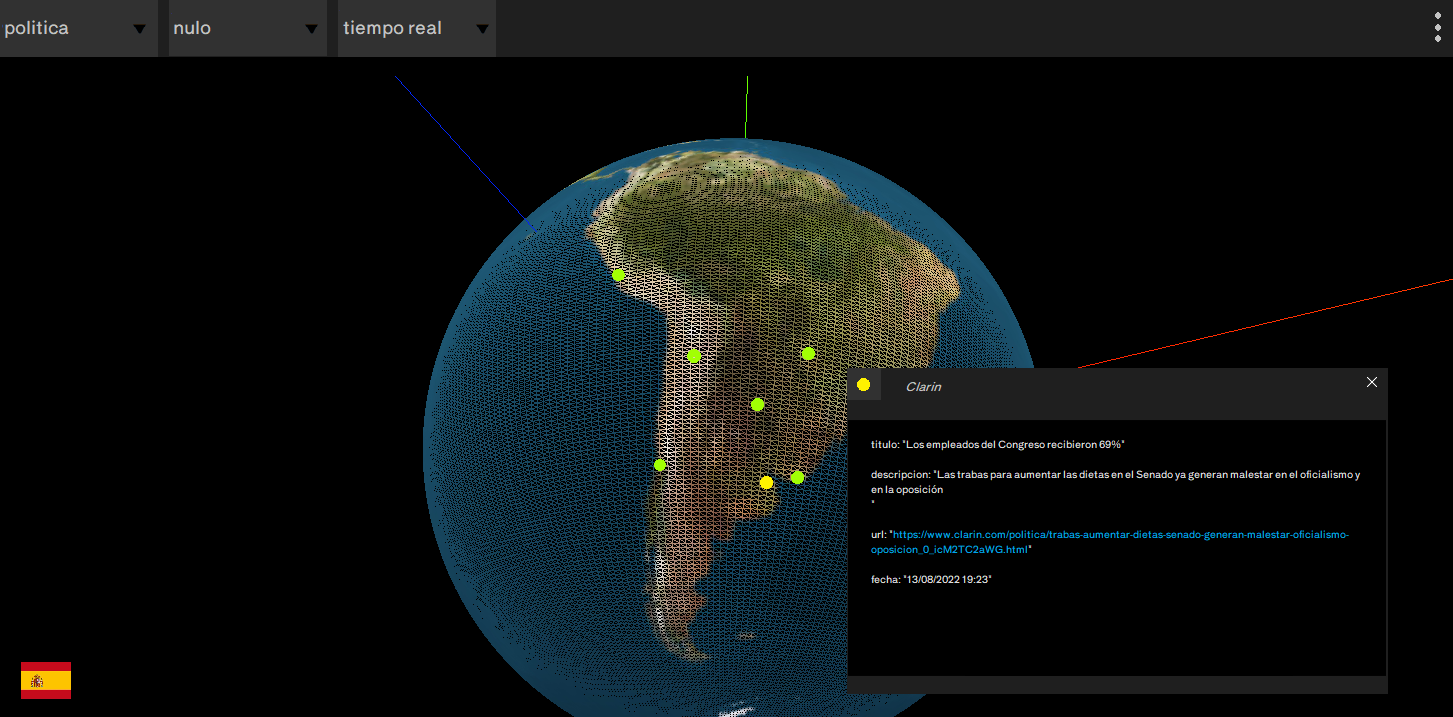 politica
nulo
tiempo real
Clarin
titulo: "Los empleados del Congreso recibieron 69%"
descripcion: "Las trabas para aumentar las dietas en el Senado ya generan malestar en el oficialismo y
en la oposición
"
url: "https://www.clarin.com/politica/trabas-aumentar-dietas-senado-generan-malestar-oficialismo-
oposicion_0_icM2TC2aWG.html"
fecha: "13/08/2022 19:23"